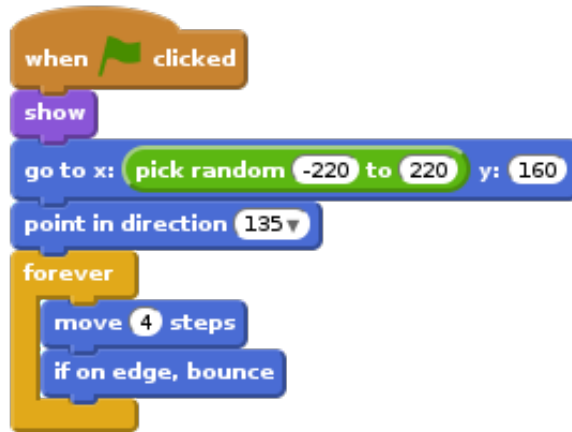 when clicked
show
go to x: pick random -220 to 220 y: 160
point in direction 135
forever
move 4 steps
if on edge, bounce